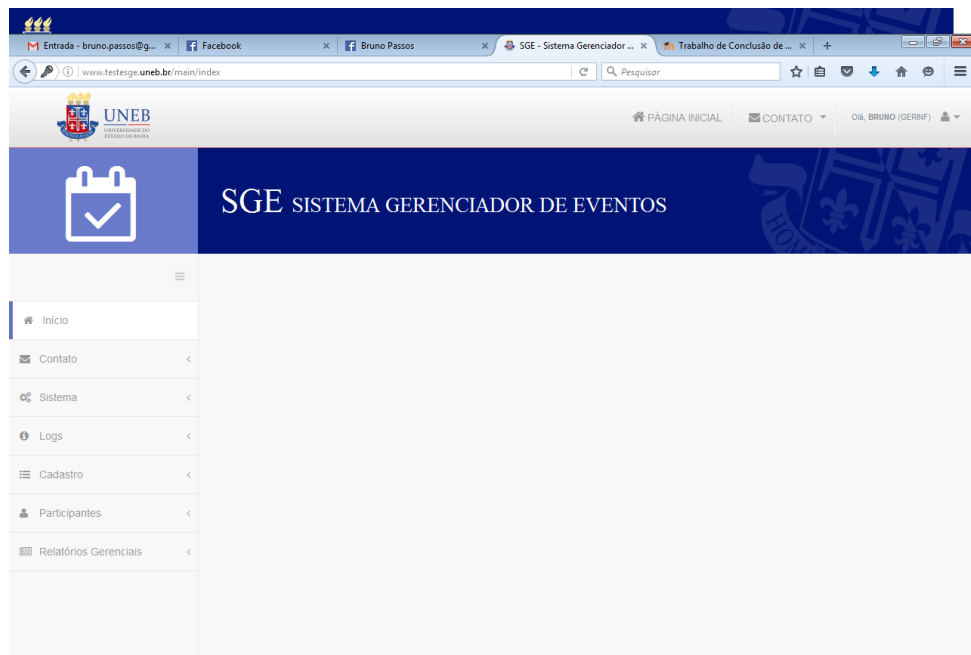 Entrada - bruno.passos@g...
Facebook
Bruno Passos
SGE - Sistema Gerenciador ...
Trabalho de Conclusão de ...
www.testesge.uneb.br/main/index
Pesquisar
UNEB
UNIVERSIDADE DO
ESTADO DA BAHIA
PÁGINA INICIAL
CONTATO
Olá, BRUNO (GERINF)
SGE SISTEMA GERENCIADOR DE EVENTOS
HOM
Início
Contato
Sistema
Logs
Cadastro
Participantes
Relatórios Gerenciais